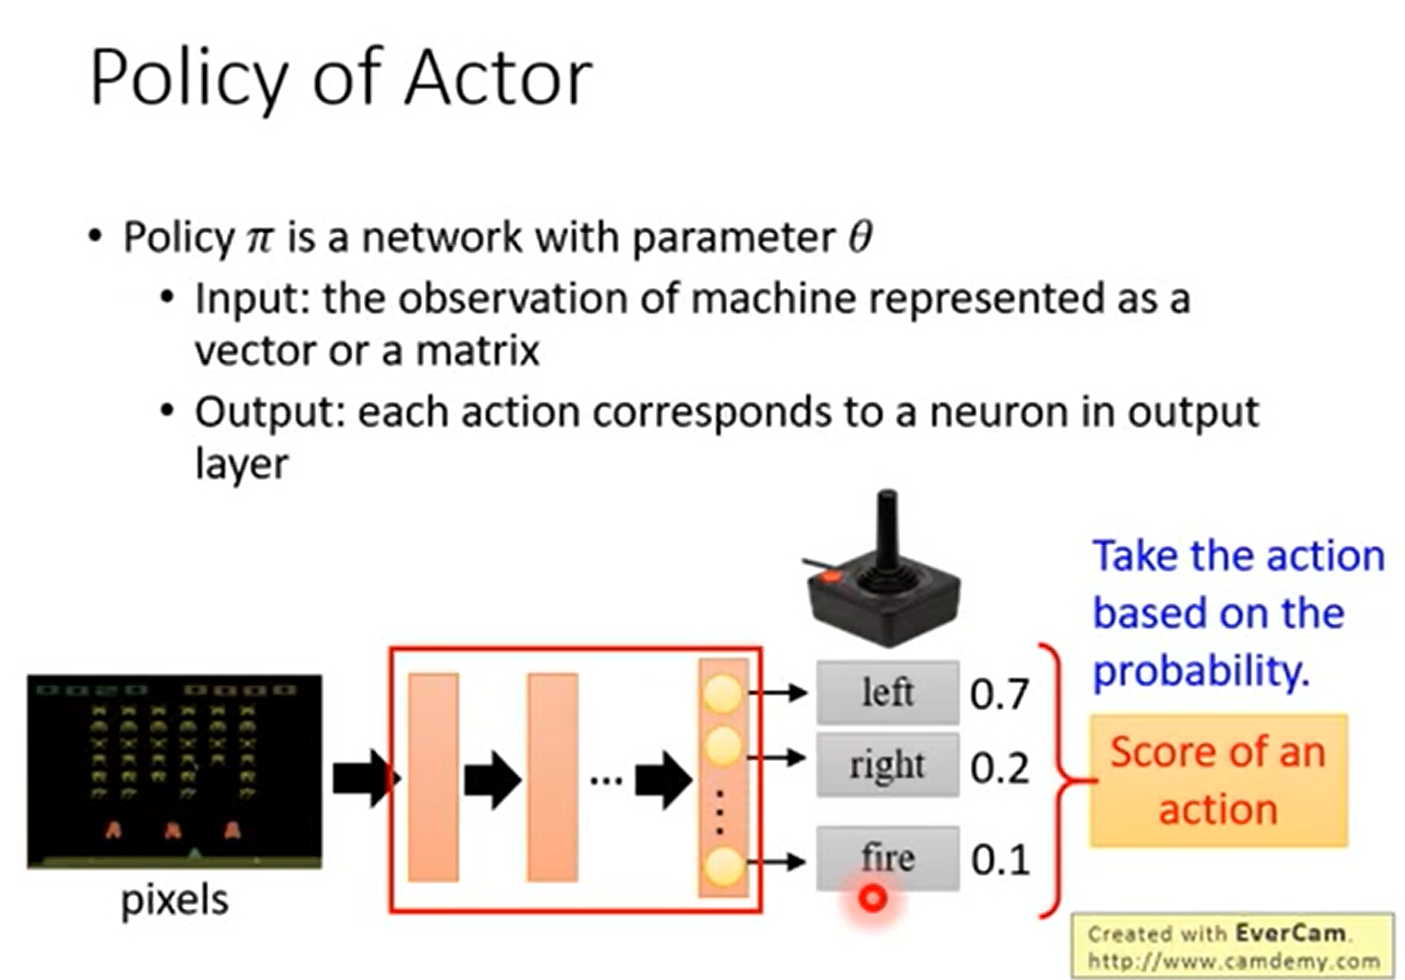 Policy of Actor
• Policy π is a network with parameter θ
• Input: the observation of machine represented as a
vector or a matrix
• Output: each action corresponds to a neuron in output
layer
Take the action
based on the
probability.
left 0.7
right 0.2
fire 0.1
Score of an
action
...
pixels
Created with EverCam.
http://www.camdemy.com